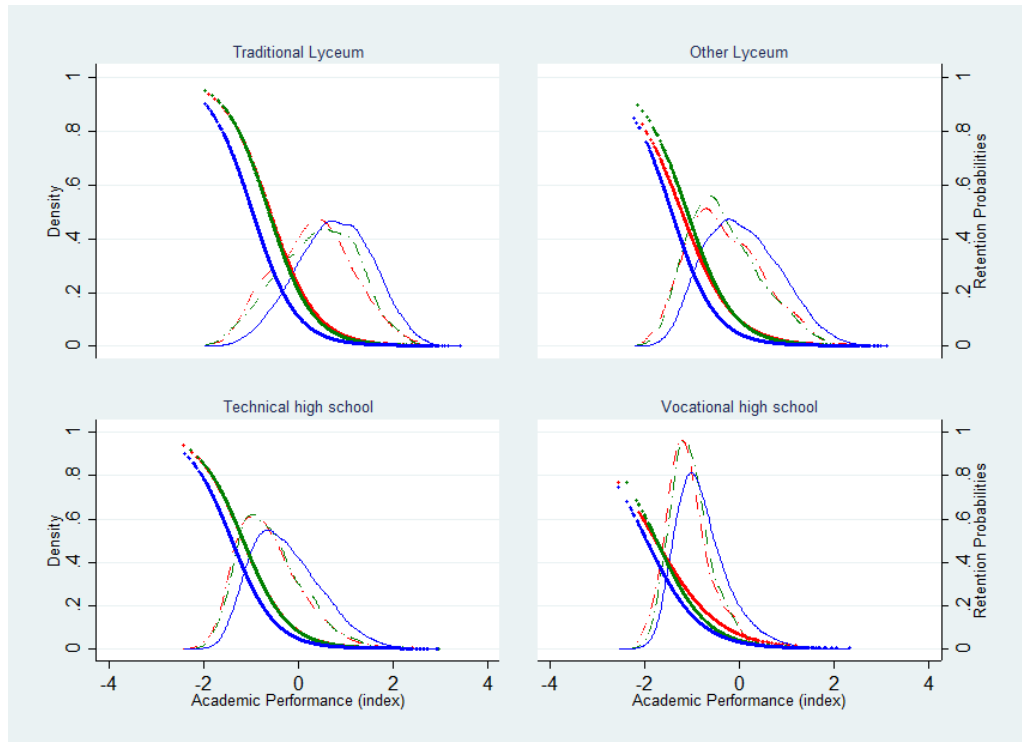 Traditional Lyceum
Other Lyceum
1
.8
.6
.4
.2
0
Density
1
.8
.6
.4
.2
0
Retention Probabilities
Technical high school
Vocational high school
1
.8
.6
.4
.2
0
Density
1
.8
.6
.4
.2
0
Retention Probabilities
-4 -2 0 2 4
-4 -2 0 2 4
Academic Performance (index)
Academic Performance (index)